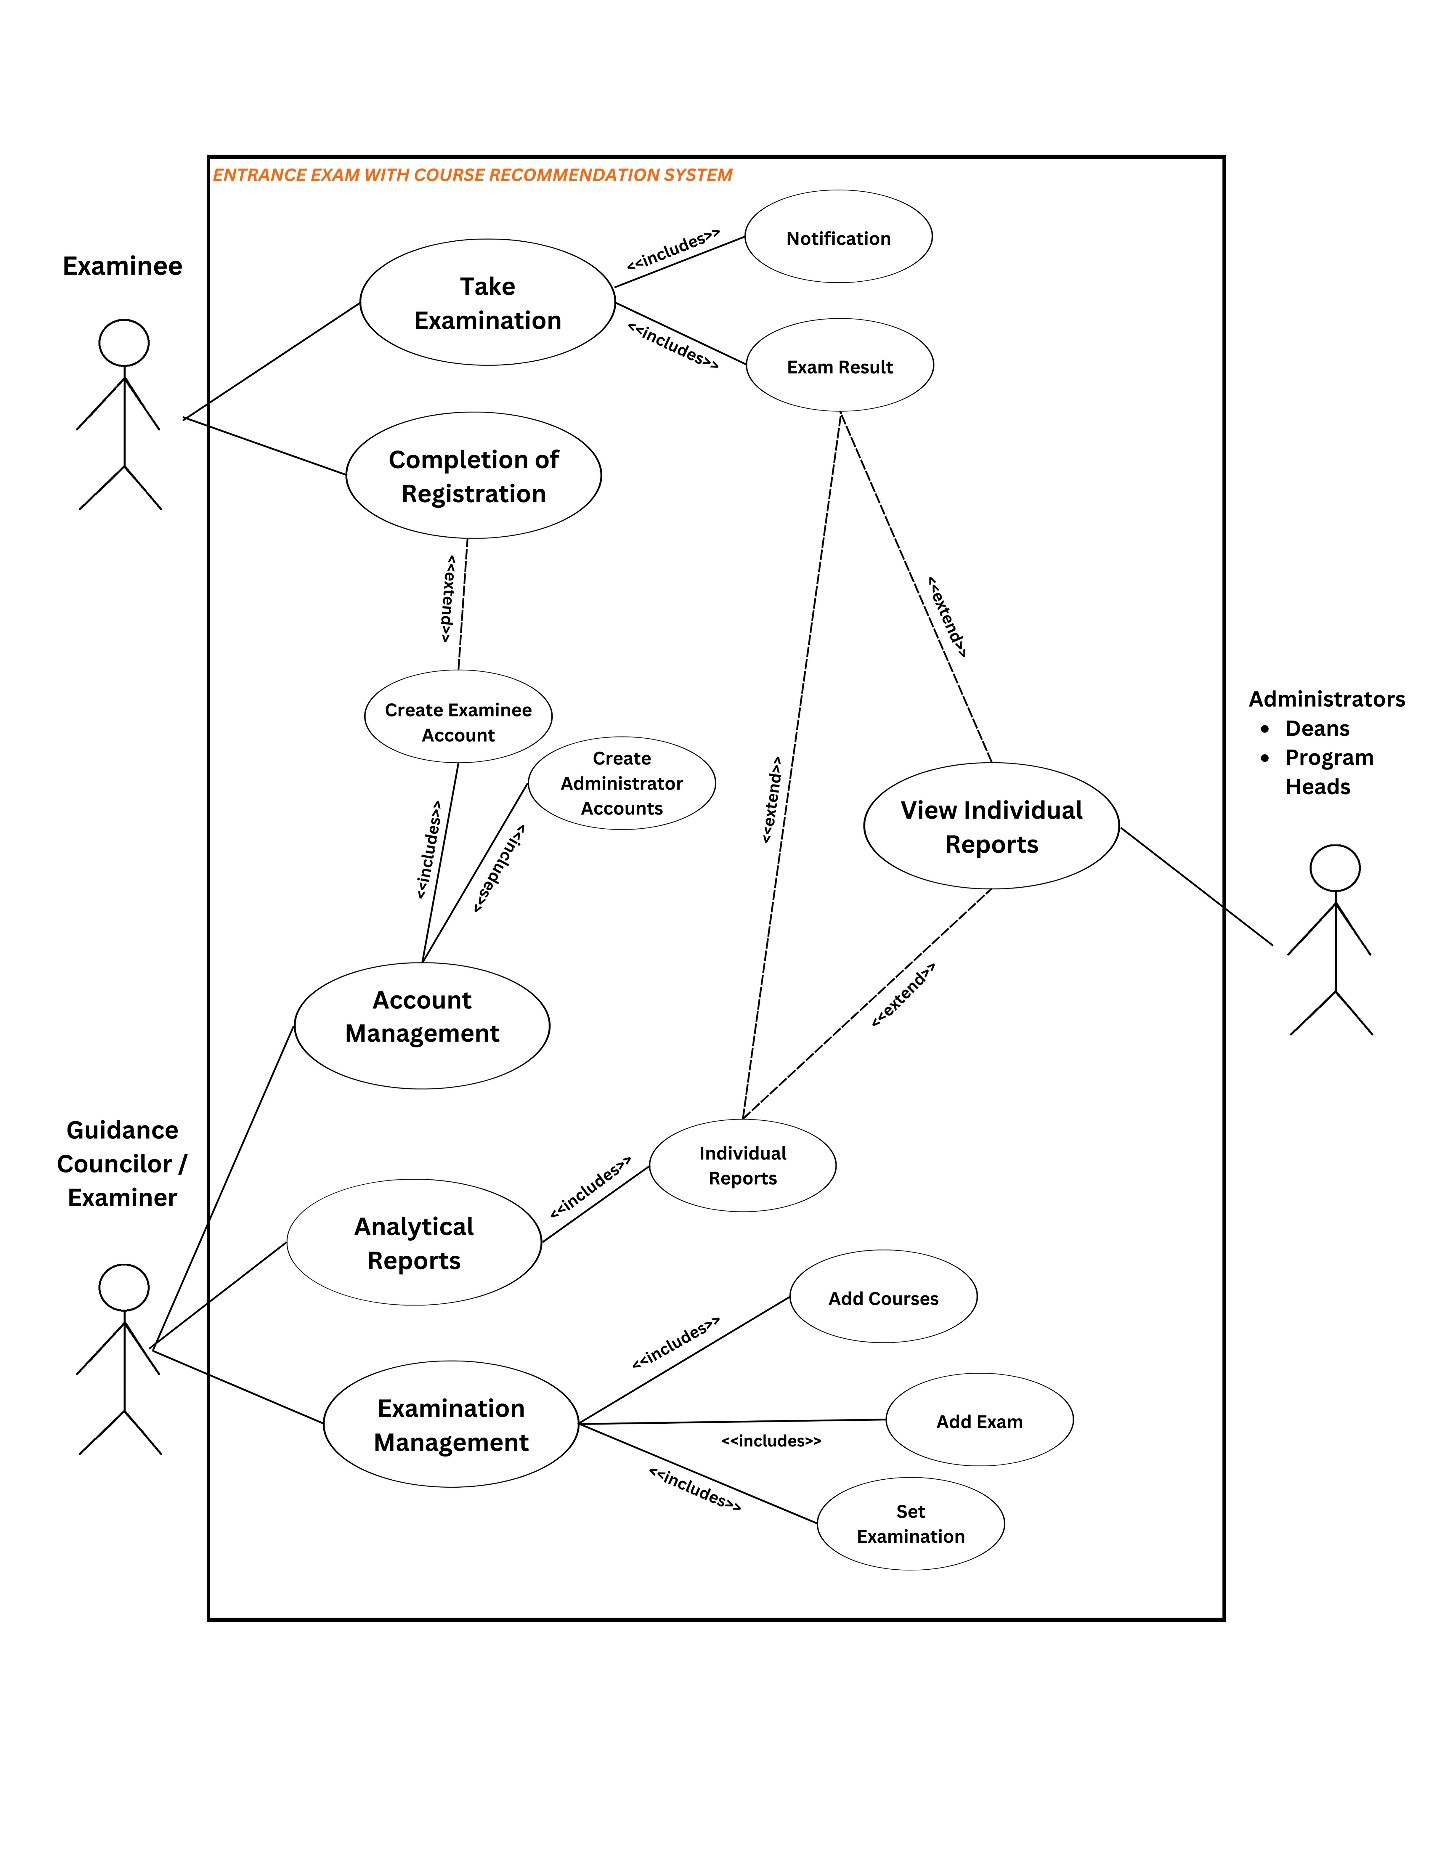 ENTRANCE EXAM WITH COURSE RECOMMENDATION SYSTEM
Examinee
Take
Examination
<<includes>>
Notification
<<includes>>
Exam Result
Completion of
Registration
<<extend>>
<<extend>>
Create Examinee
Account
Create
Administrator
Accounts
<<includes>>
<<includes>>
<<extend>>
View Individual
Reports
Administrators
• Deans
• Program
Heads
Account
Management
<<extend>>
Guidance
Councilor /
Examiner
Analytical
Reports
<<includes>>
Individual
Reports
Examination
Management
<<includes>>
Add Courses
<<includes>>
Add Exam
<<includes>>
Set
Examination